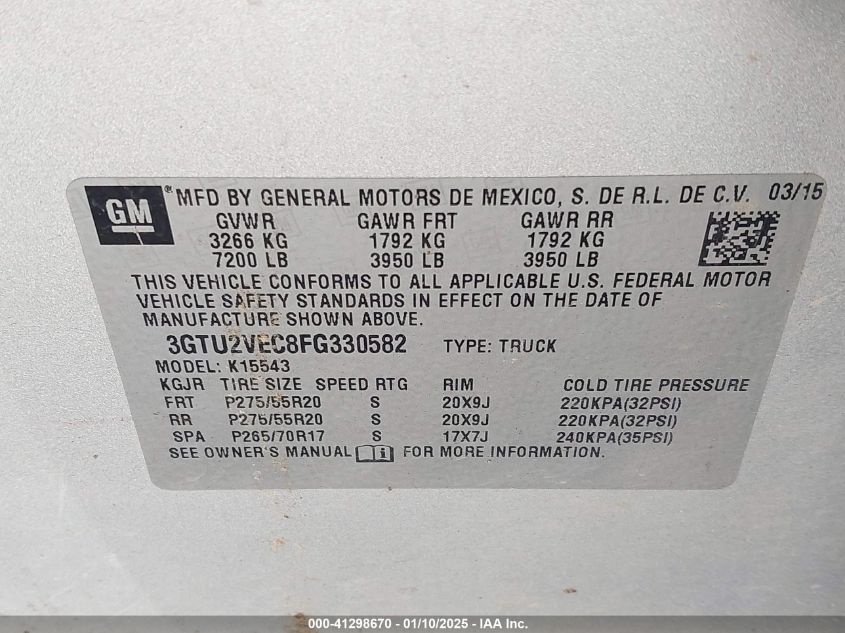 GM ® MFD BY GENERAL MOTORS DE MEXICO, S. DE R.L. DE C.V. 03/15
GVWR GAWR FRT GAWR RR
3266 KG 1792 KG 1792 KG
7200 LB 3950 LB 3950 LB
THIS VEHICLE CONFORMS TO ALL APPLICABLE U.S. FEDERAL MOTOR
VEHICLE SAFETY STANDARDS IN EFFECT ON THE DATE OF
MANUFACTURE SHOWN ABOVE.
3GTU2VEC8FG330582 TYPE: TRUCK
MODEL: K15543
KGJR TIRE SIZE SPEED RTG RIM COLD TIRE PRESSURE
FRT P275/55R20 S 20X9J 220KPA(32PSI)
RR P275/55R20 S 20X9J 220KPA(32PSI)
SPA P265/70R17 S 17X7J 240KPA(35PSI)
SEE OWNER'S MANUAL FOR MORE INFORMATION.
000-41298670 - 01/10/2025 - IAA Inc.